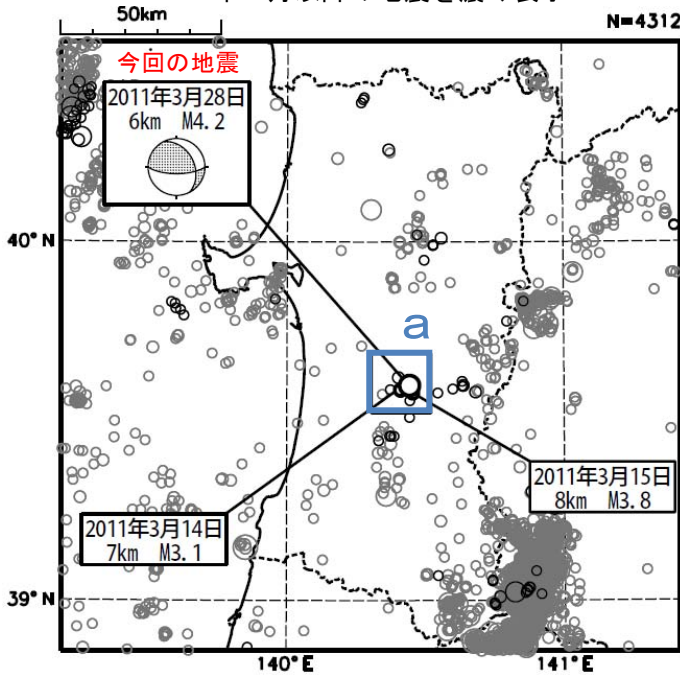 50km
N=4312
今回の地震
2011年3月28日
6km M4.2
40°N
a
2011年3月15日
8km M3.8
2011年3月14日
7km M3.1
39°N
140°E
141°E